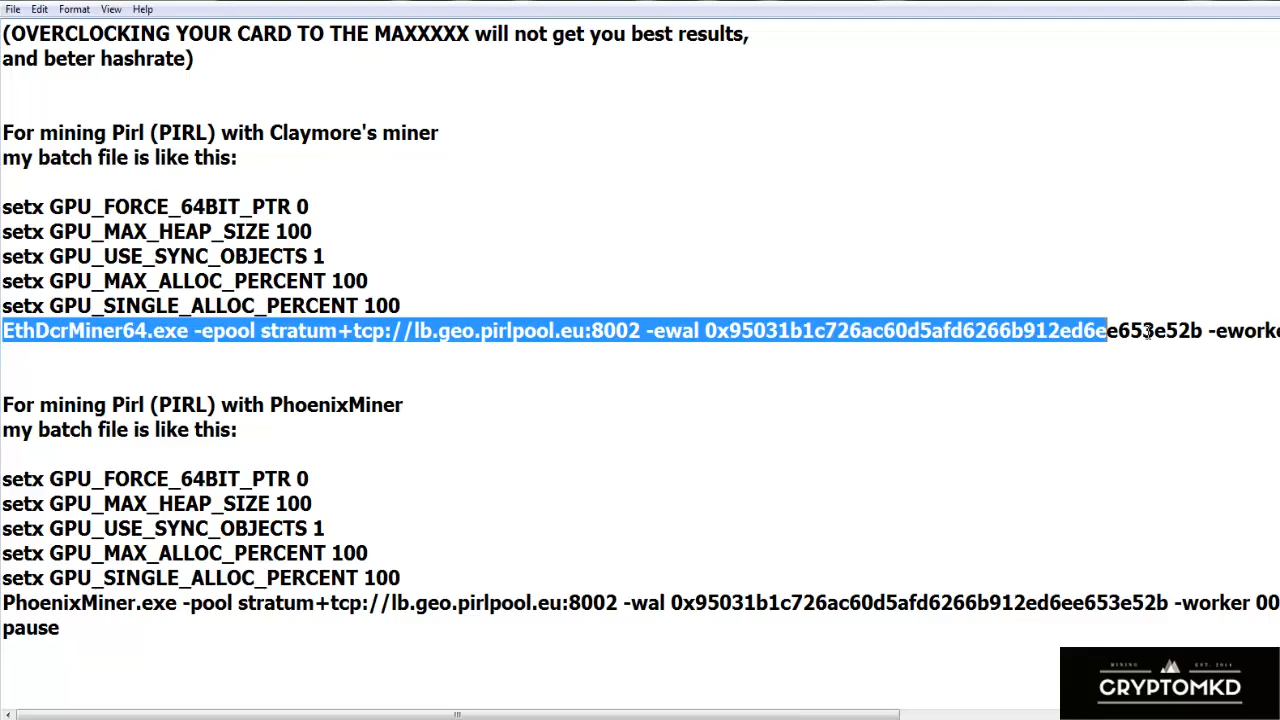 File Edit Format View Help
(OVERCLOCKING YOUR CARD TO THE MAXXXXX will not get you best results,
and beter hashrate)
For mining Pirl (PIRL) with Claymore's miner
my batch file is like this:
setx GPU_FORCE_64BIT_PTR 0
setx GPU_MAX_HEAP_SIZE 100
setx GPU_USE_SYNC_OBJECTS 1
setx GPU_MAX_ALLOC_PERCENT 100
setx GPU_SINGLE_ALLOC_PERCENT 100
EthDcrMiner64.exe -epool stratum+tcp://lb.geo.pirlpool.eu:8002 -ewal 0x95031b1c726ac60d5afd6266b912ed6ee653e52b -eworke
For mining Pirl (PIRL) with PhoenixMiner
my batch file is like this:
setx GPU_FORCE_64BIT_PTR 0
setx GPU_MAX_HEAP_SIZE 100
setx GPU_USE_SYNC_OBJECTS 1
setx GPU_MAX_ALLOC_PERCENT 100
setx GPU_SINGLE_ALLOC_PERCENT 100
PhoenixMiner.exe -pool stratum+tcp://lb.geo.pirlpool.eu:8002 -wal 0x95031b1c726ac60d5afd6266b912ed6ee653e52b -worker 00
pause
MINING EST. 2014
CRYPTOMKD